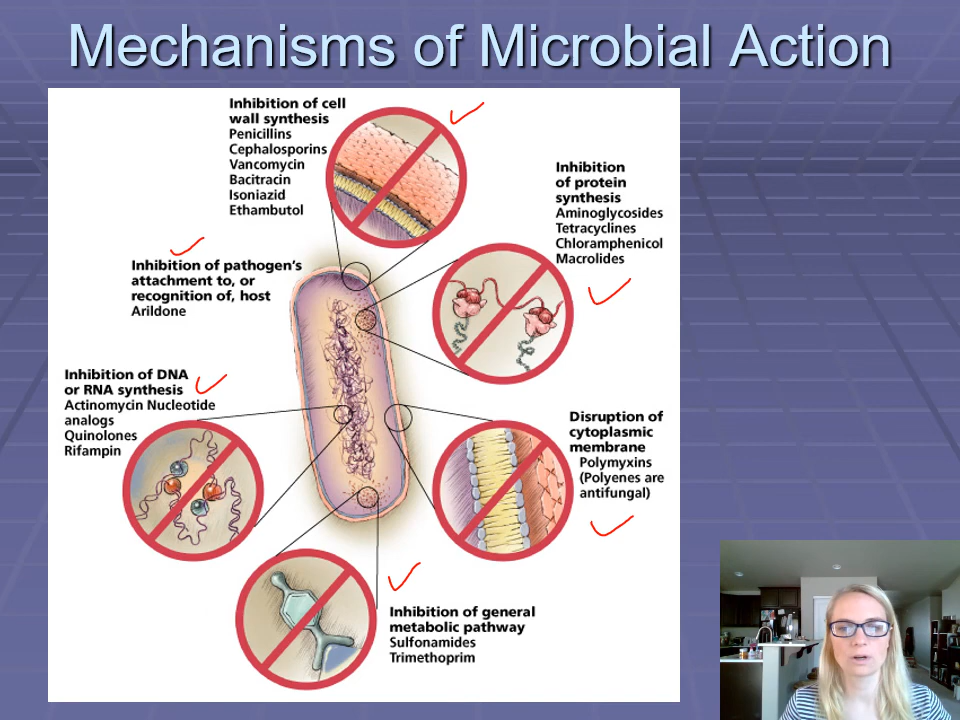 Mechanisms of Microbial Action
Inhibition of cell
wall synthesis
Penicillins
Cephalosporins
Vancomycin
Bacitracin
Isoniazid
Ethambutol
Inhibition
of protein
synthesis
Aminoglycosides
Tetracyclines
Chloramphenicol
Macrolides
Inhibition of pathogen's
attachment to, or
recognition of, host
Arildone
Inhibition of DNA
or RNA synthesis
Actinomycin Nucleotide
analogs
Quinolones
Rifampin
Disruption of
cytoplasmic
membrane
Polymyxins
(Polyenes are
antifungal)
Inhibition of general
metabolic pathway
Sulfonamides
Trimethoprim